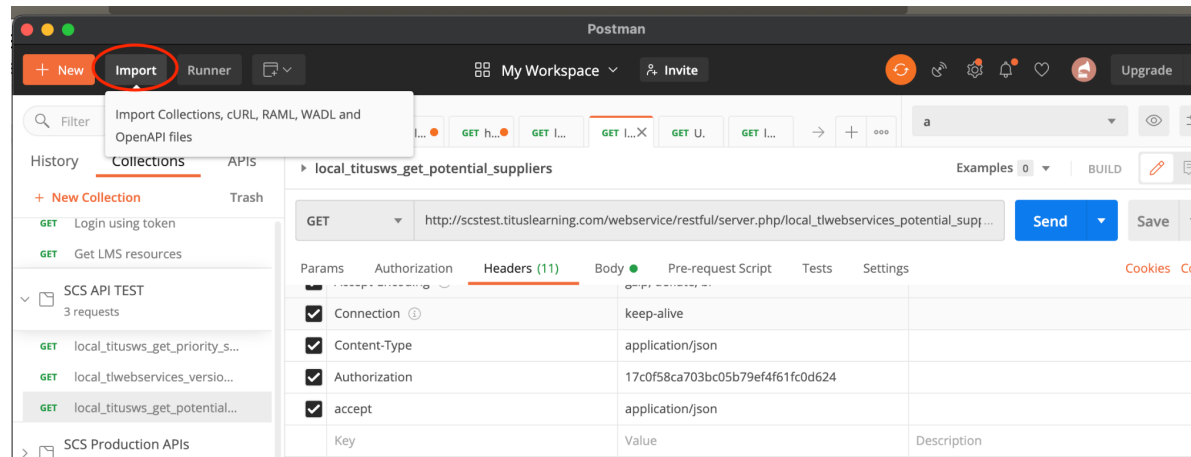 Postman
+ New Import Runner My Workspace Invite Upgrade
Import Collections, cURL, RAML, WADL and
OpenAPI files
Filter
l... GET h... GET l... GET l...X GET U. GET l... → + ooo a
History Collections APIs
local_titusws_get_potential_suppliers Examples 0 BUILD
+ New Collection Trash
GET http://scstest.tituslearning.com/webservice/restful/server.php/local_tlwebservices_potential_supp... Send Save
GET Login using token
GET Get LMS resources
Params Authorization Headers (11) Body Pre-request Script Tests Settings Cookies
SCS API TEST
3 requests
Connection keep-alive
Content-Type application/json
GET local_titusws_get_priority_s...
GET local_tlwebservices_versio...
Authorization 17c0f58ca703bc05b79ef4f61fc0d624
GET local_titusws_get_potential...
accept application/json
Key Value Description
SCS Production APIs